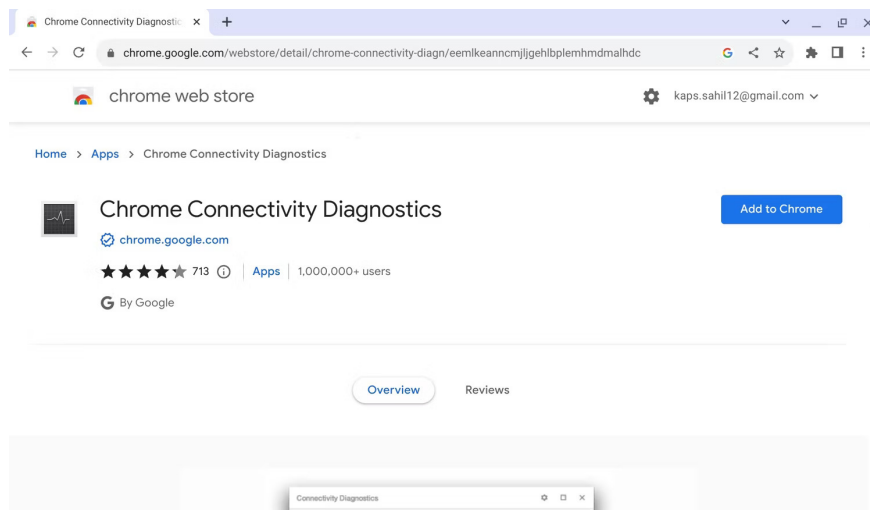 Chrome Connectivity Diagnostic
chrome.google.com/webstore/detail/chrome-connectivity-diagn/eemlkeanncmjljgehlbplemhmdmalhdc
chrome web store
kaps.sahil12@gmail.com
Home > Apps > Chrome Connectivity Diagnostics
Chrome Connectivity Diagnostics
Add to Chrome
chrome.google.com
713 Apps 1,000,000+ users
By Google
Overview Reviews
Connectivity Diagnostics